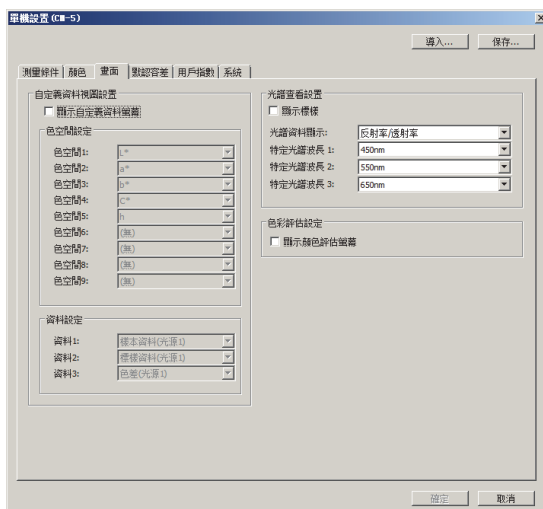 單機設置 (CM-5)
導入... 保存...
測量條件 顏色 畫面 默認容差 用戶指數 系統
自定義資料視圖設置
顯示自定義資料螢幕
色空間設定
色空間1: L*
色空間2: a*
色空間3: b*
色空間4: C*
色空間5: h
色空間6: (無)
色空間7: (無)
色空間8: (無)
色空間9: (無)
資料設定
資料1: 樣本資料(光源1)
資料2: 標樣資料(光源1)
資料3: 色差(光源1)
光譜查看設置
顯示標樣
光譜資料顯示: 反射率/透射率
特定光譜波長 1: 450nm
特定光譜波長 2: 550nm
特定光譜波長 3: 650nm
色彩評估設定
顯示顏色評估螢幕
確定 取消